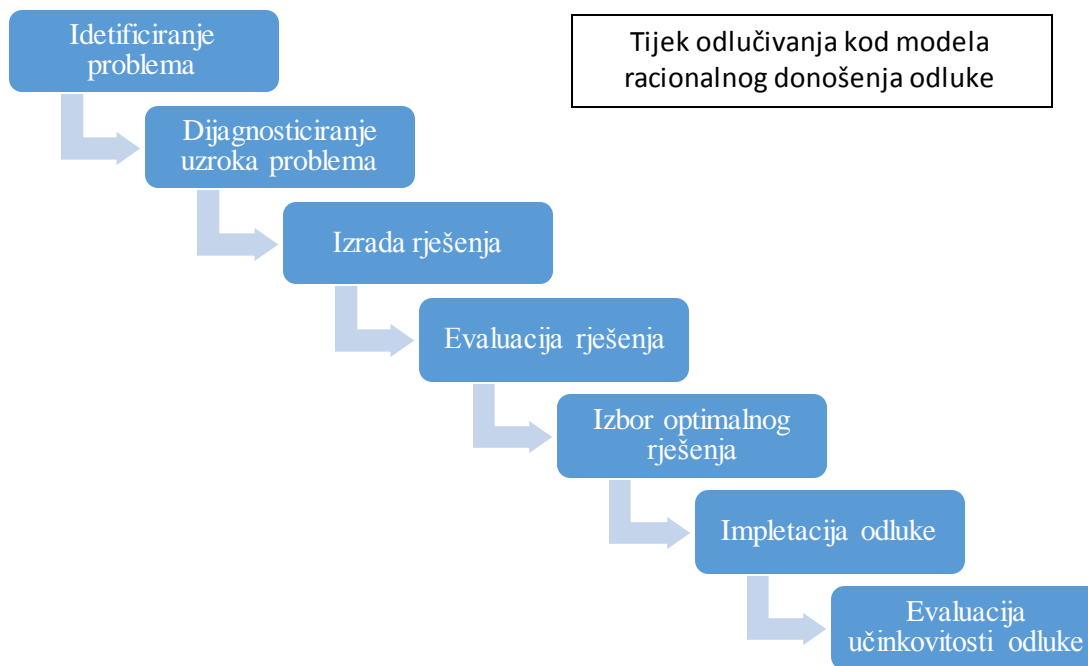 Idetificiranje
problema
Tijek odlučivanja kod modela
racionalnog donošenja odluke
Dijagnosticiranje
uzroka problema
Izrada rješenja
Evaluacija rješenja
Izbor optimalnog
rješenja
Impletacija odluke
Evaluacija
učinkovitosti odluke